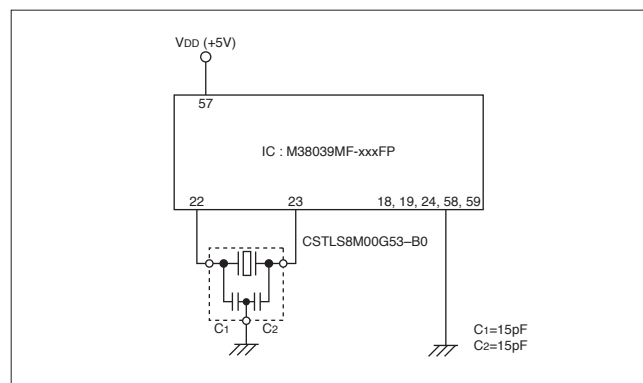 VDD (+5V)
57
IC : M38039MF-xxxFP
22
23
18, 19, 24, 58, 59
CSTLS8M00G53–B0
C1
C2
C1=15pF
C2=15pF